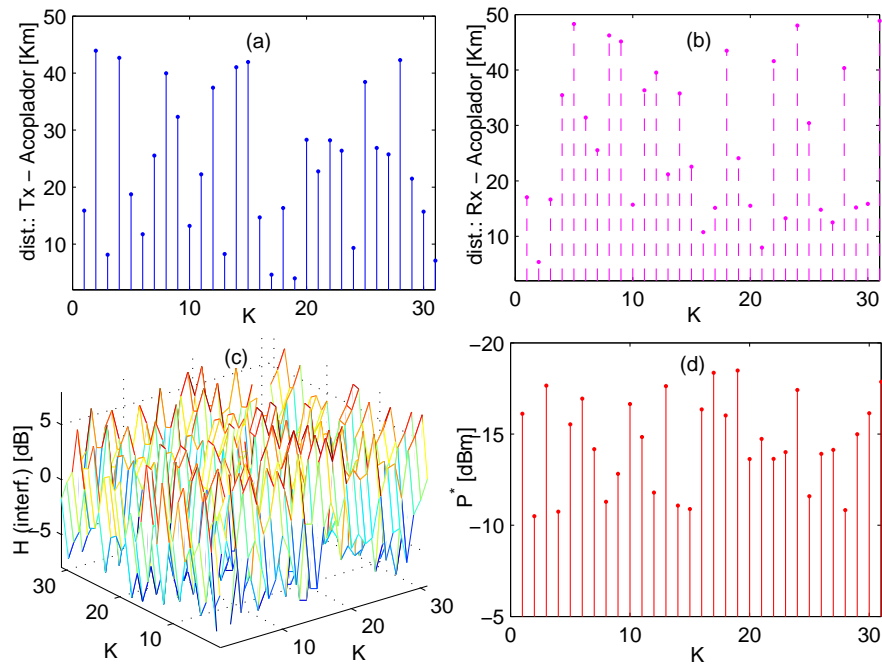 (a)
dist.: Tx − Acoplador [Km]
50
40
30
20
10
0
10
20
30
K
(b)
dist.: Rx − Acoplador [Km]
50
40
30
20
10
0
10
20
30
K
(c)
H (interf.) [dB]
5
0
−5
30
20
10
K
10
20
30
K
(d)
P* [dBm]
−20
−15
−10
−5
0
10
20
30
K